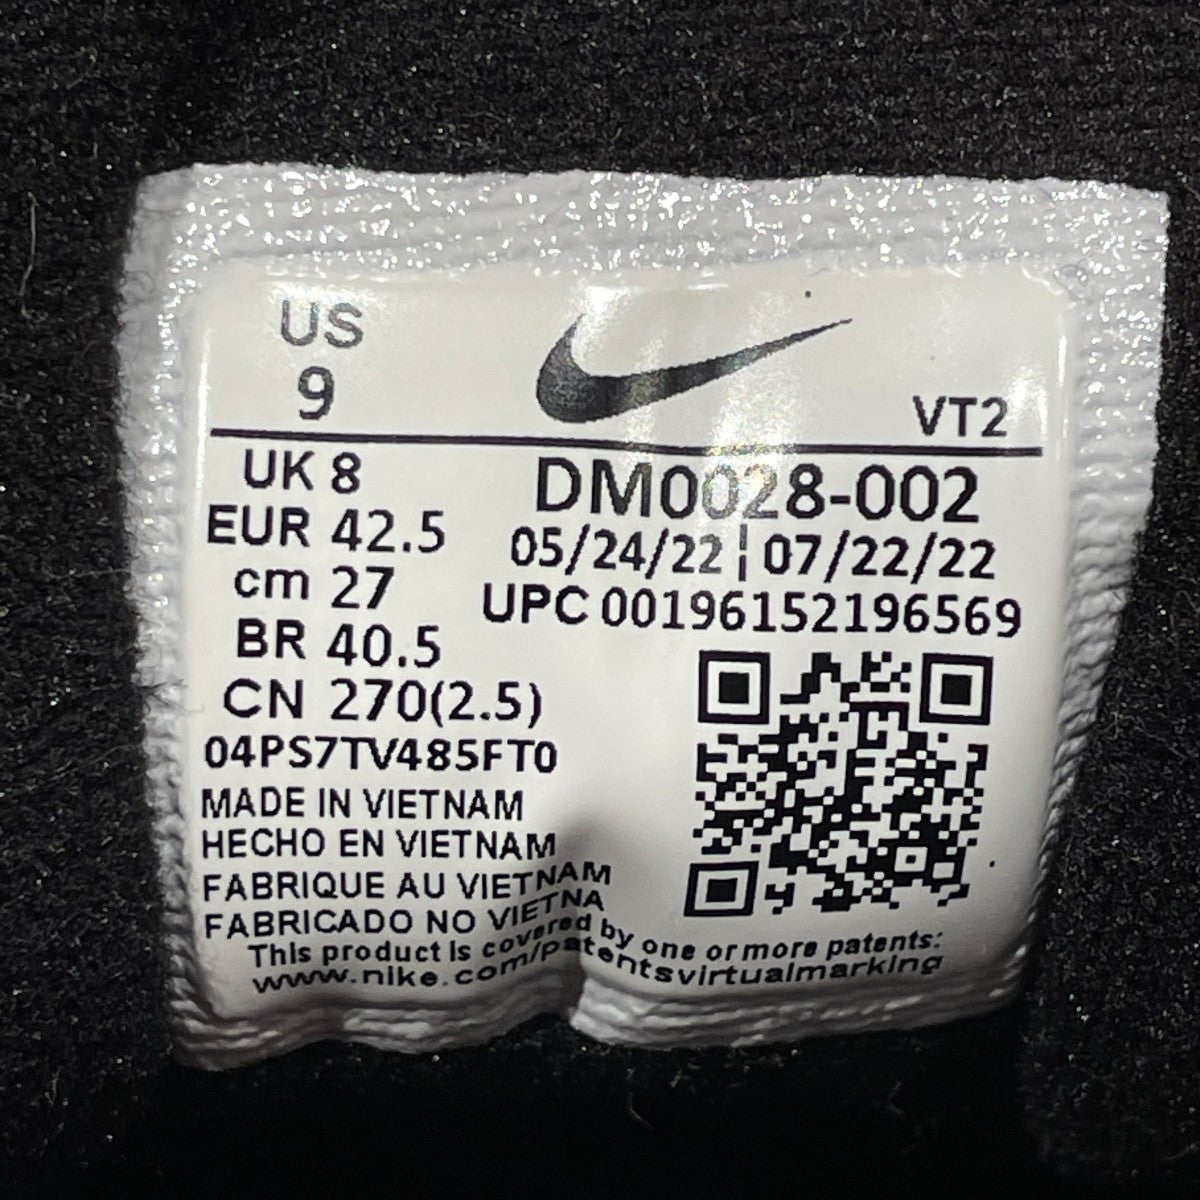 US
9
VT2
UK 8
EUR 42.5
cm 27
BR 40.5
CN 270(2.5)
DM0028-002
05/24/22 | 07/22/22
UPC 00196152196569
04PS7TV485FT0
MADE IN VIETNAM
HECHO EN VIETNAM
FABRIQUE AU VIETNAM
FABRICADO NO VIETNA
This product is covered by one or more patents:
www.nike.com/patentsvirtualmarking